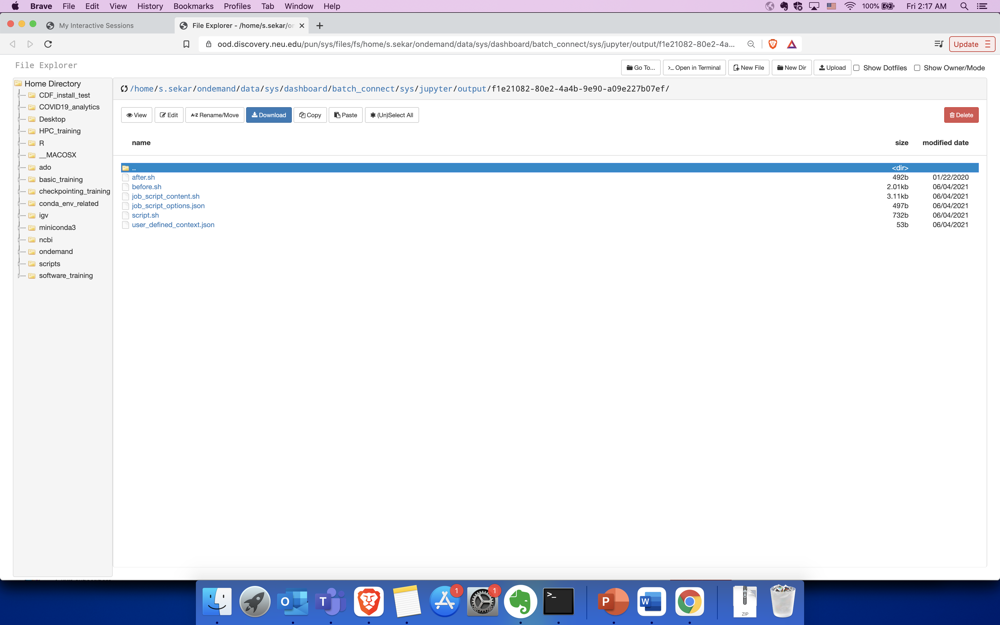 Brave File Edit View History Bookmarks Profiles Tab Window Help 100% Fri 2:17 AM
My Interactive Sessions File Explorer - /home/s.sekar/on
ood.discovery.neu.edu/pun/sys/files/fs/home/s.sekar/ondemand/data/sys/dashboard/batch_connect/sys/jupyter/output/f1e21082-80e2-4a... Update
File Explorer Go To... >_ Open in Terminal New File New Dir Upload Show Dotfiles Show Owner/Mode
Home Directory
CDF_install_test
COVID19_analytics
Desktop
HPC_training
R
__MACOSX
ado
basic_training
checkpointing_training
conda_env_related
igv
miniconda3
ncbi
ondemand
scripts
software_training
/home/s.sekar/ondemand/data/sys/dashboard/batch_connect/sys/jupyter/output/f1e21082-80e2-4a4b-9e90-a09e227b07ef/
View Edit A-Z Rename/Move Download Copy Paste (Un)Select All Delete
name size modified date
.. <dir>
after.sh 492b 01/22/2020
before.sh 2.01kb 06/04/2021
job_script_content.sh 3.11kb 06/04/2021
job_script_options.json 497b 06/04/2021
script.sh 732b 06/04/2021
user_defined_context.json 53b 06/04/2021
O T 1 1 >_ P W ZIP